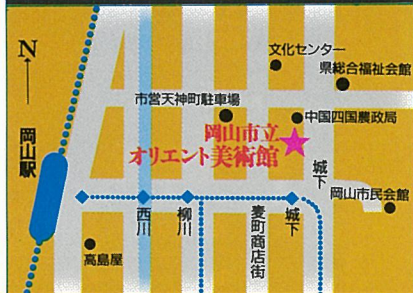 N
文化センター
県総合福祉会館
市営天神町駐車場
中国四国農政局
岡山市立
オリエント美術館
岡山駅
城下
岡山市民会館
西川
柳川
表町商店街
城下
高島屋